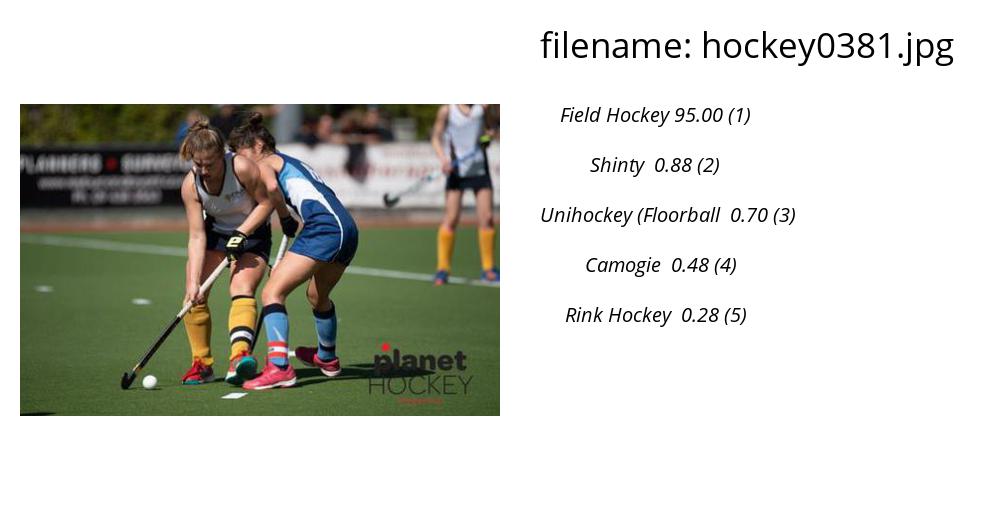 filename: hockey0381.jpg
Field Hockey 95.00 (1)
Shinty 0.88 (2)
Unihockey (Floorball 0.70 (3)
Camogie 0.48 (4)
Rink Hockey 0.28 (5)
PLANNERS
planet
HOCKEY